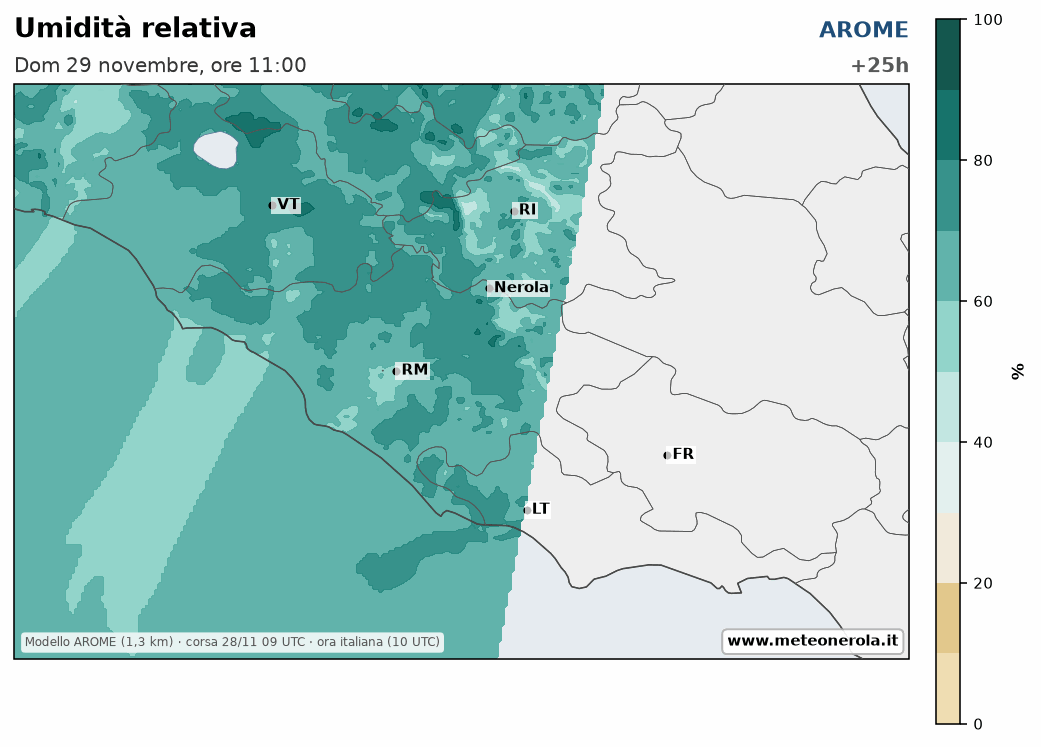 Umidità relativa
AROME
Dom 29 novembre, ore 11:00
+25h
100
80
60
40
20
0
%
VT
RI
Nerola
RM
FR
LT
Modello AROME (1,3 km) · corsa 28/11 09 UTC · ora italiana (10 UTC)
www.meteonerola.it